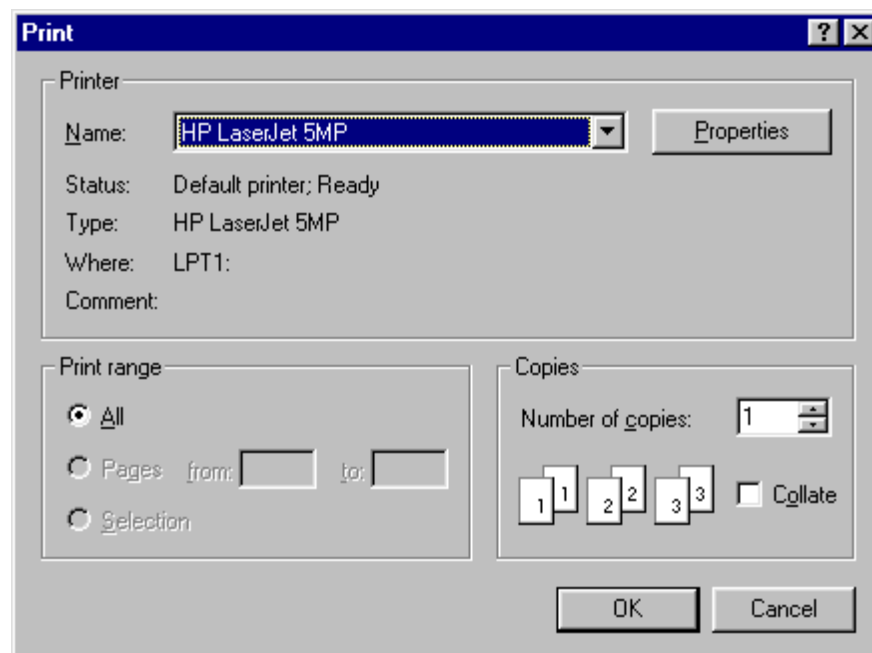 Print
Printer
Name: HP LaserJet 5MP Properties
Status: Default printer; Ready
Type: HP LaserJet 5MP
Where: LPT1:
Comment:
Print range
All
Pages from: to:
Selection
Copies
Number of copies: 1
1 1 2 2 3 3 Collate
OK Cancel